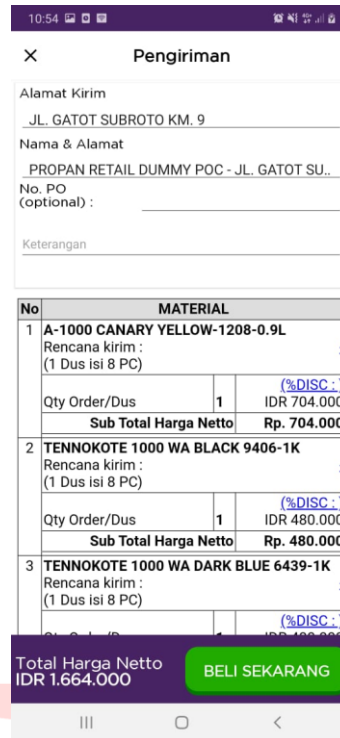 10:54
Pengiriman
Alamat Kirim
JL. GATOT SUBROTO KM. 9
Nama & Alamat
PROPAN RETAIL DUMMY POC - JL. GATOT SU..
No. PO
(optional) :
Keterangan
No MATERIAL
1 A-1000 CANARY YELLOW-1208-0.9L
Rencana kirim :
(1 Dus isi 8 PC)
(%DISC : )
Qty Order/Dus 1 IDR 704.000
Sub Total Harga Netto Rp. 704.000
2 TENNOKOTE 1000 WA BLACK 9406-1K
Rencana kirim :
(1 Dus isi 8 PC)
(%DISC : )
Qty Order/Dus 1 IDR 480.000
Sub Total Harga Netto Rp. 480.000
3 TENNOKOTE 1000 WA DARK BLUE 6439-1K
Rencana kirim :
(1 Dus isi 8 PC)
(%DISC : )
Total Harga Netto
IDR 1.664.000
BELI SEKARANG